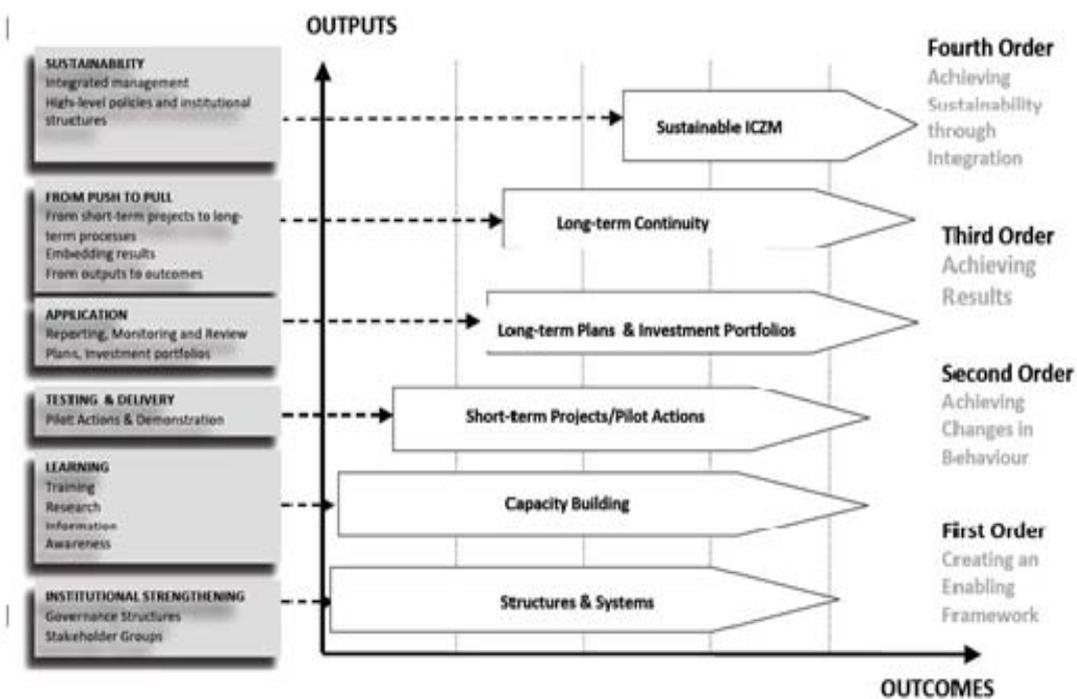 OUTPUTS
SUSTAINABILITY
Integrated management
High-level policies and institutional
structures
FROM PUSH TO PULL
From short-term projects to long-
term processes
Embedding results
From outputs to outcomes
APPLICATION
Reporting, Monitoring and Review
Plans, Investment portfolios
TESTING & DELIVERY
Pilot Actions & Demonstration
LEARNING
Training
Research
Information
Awareness
INSTITUTIONAL STRENGTHENING
Governance Structures
Stakeholder Groups
Sustainable ICZM
Long-term Continuity
Long-term Plans & Investment Portfolios
Short-term Projects/Pilot Actions
Capacity Building
Structures & Systems
Fourth Order
Achieving
Sustainability
through
Integration
Third Order
Achieving
Results
Second Order
Achieving
Changes in
Behaviour
First Order
Creating an
Enabling
Framework
OUTCOMES